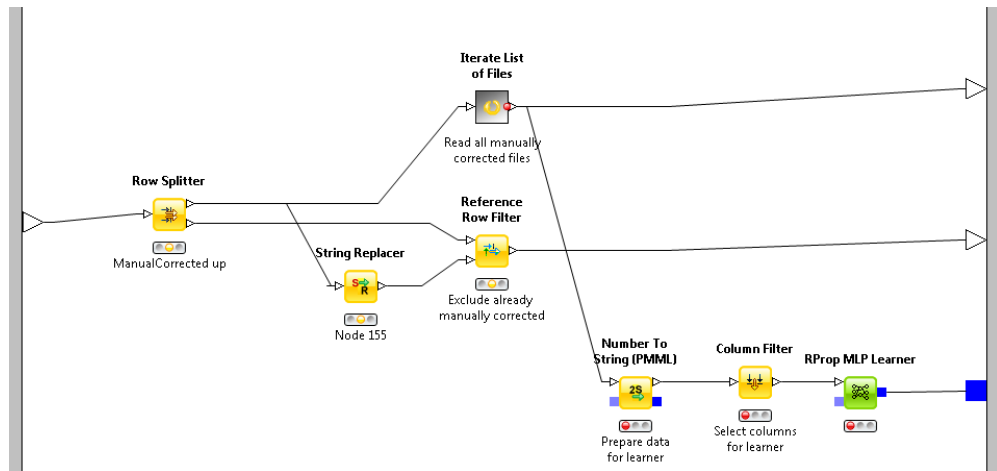 Iterate List
of Files
Read all manually
corrected files
Row Splitter
ManualCorrected up
Reference
Row Filter
Exclude already
manually corrected
String Replacer
S
R
Node 155
Number To
String (PMML)
2S
Prepare data
for learner
Column Filter
Select columns
for learner
RProp MLP Learner